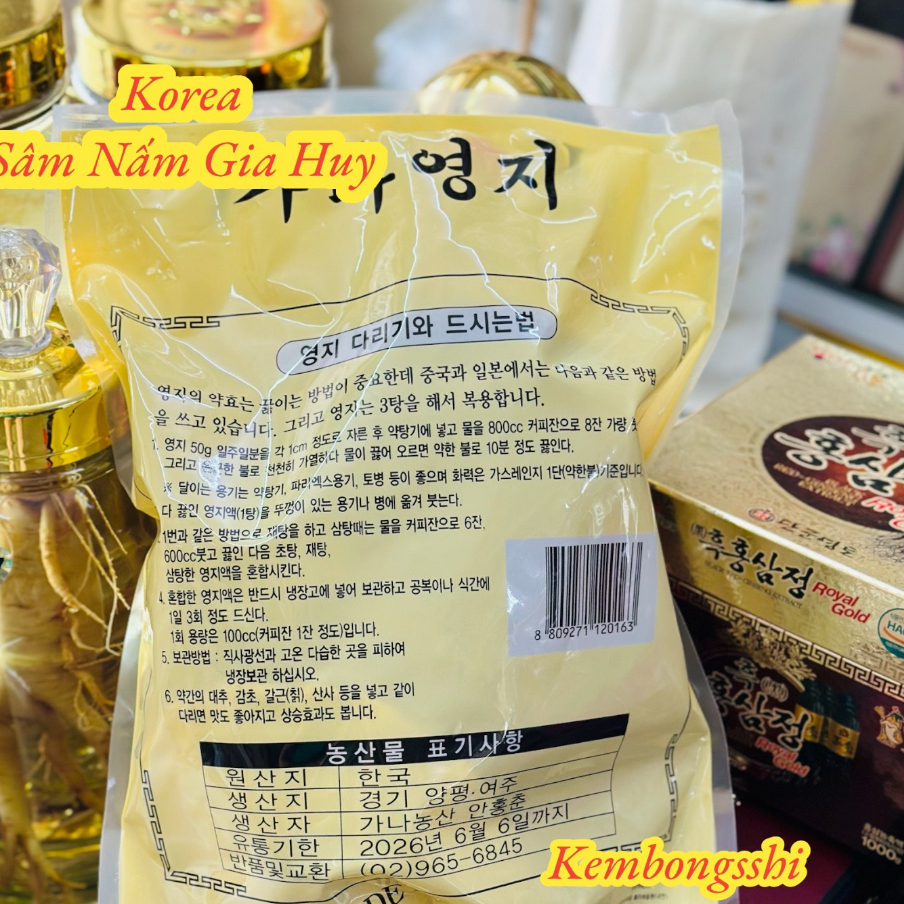 Korea
Sâm Nấm Gia Huy
영지
영지 다리기와 드시는법
영지의 약효는 끓이는 방법이 중요한데 중국과 일본에서는 다음과 같은 방법
을 쓰고 있습니다. 그리고 영지는 3탕을 해서 복용합니다.
1. 영지 50g 일주일분을 각 1cm 정도로 자른 후 약탕기에 넣고 물을 800cc 커피잔으로 8잔 가량
그리고 불로 천천히 가열하다 물이 끓어 오르면 약한 불로 10분 정도 끓인다.
※ 달이는 용기는 약탕기, 파리엑스용기, 토병 등이 좋으며 화력은 가스레인지 1단(약한불)기준입니다
다 끓인 영지액(1탕)을 뚜껑이 있는 용기나 병에 옮겨 붓는다.
1번과 같은 방법으로 재탕을 하고 삼탕때는 물을 커피잔으로 6잔.
600cc붓고 끓인 다음 초탕, 재탕,
삼탕한 영지액을 혼합시킨다.
4. 혼합한 영지액은 반드시 냉장고에 넣어 보관하고 공복이나 식간에
1일 3회 정도 드신다.
1회 용량은 100cc(커피잔 1잔 정도)입니다.
5. 보관방법 : 직사광선과 고온 다습한 곳을 피하여
냉장보관 하십시오.
6. 약간의 대추, 감초, 갈근(칡), 산사 등을 넣고 같이
다리면 맛도 좋아지고 상승효과도 봅니다.
8 809271 120163
농산물 표기사항
원산지 한국
생산지 경기 양평·여주
생산자 가나농산 안홍준
유통기한 2026년 6월 6일까지
반품및교환 (02)965-6845
홍삼
흑홍삼정 Royal Gold
흑홍삼정
Royal Gold
1000g
Kembongsshi